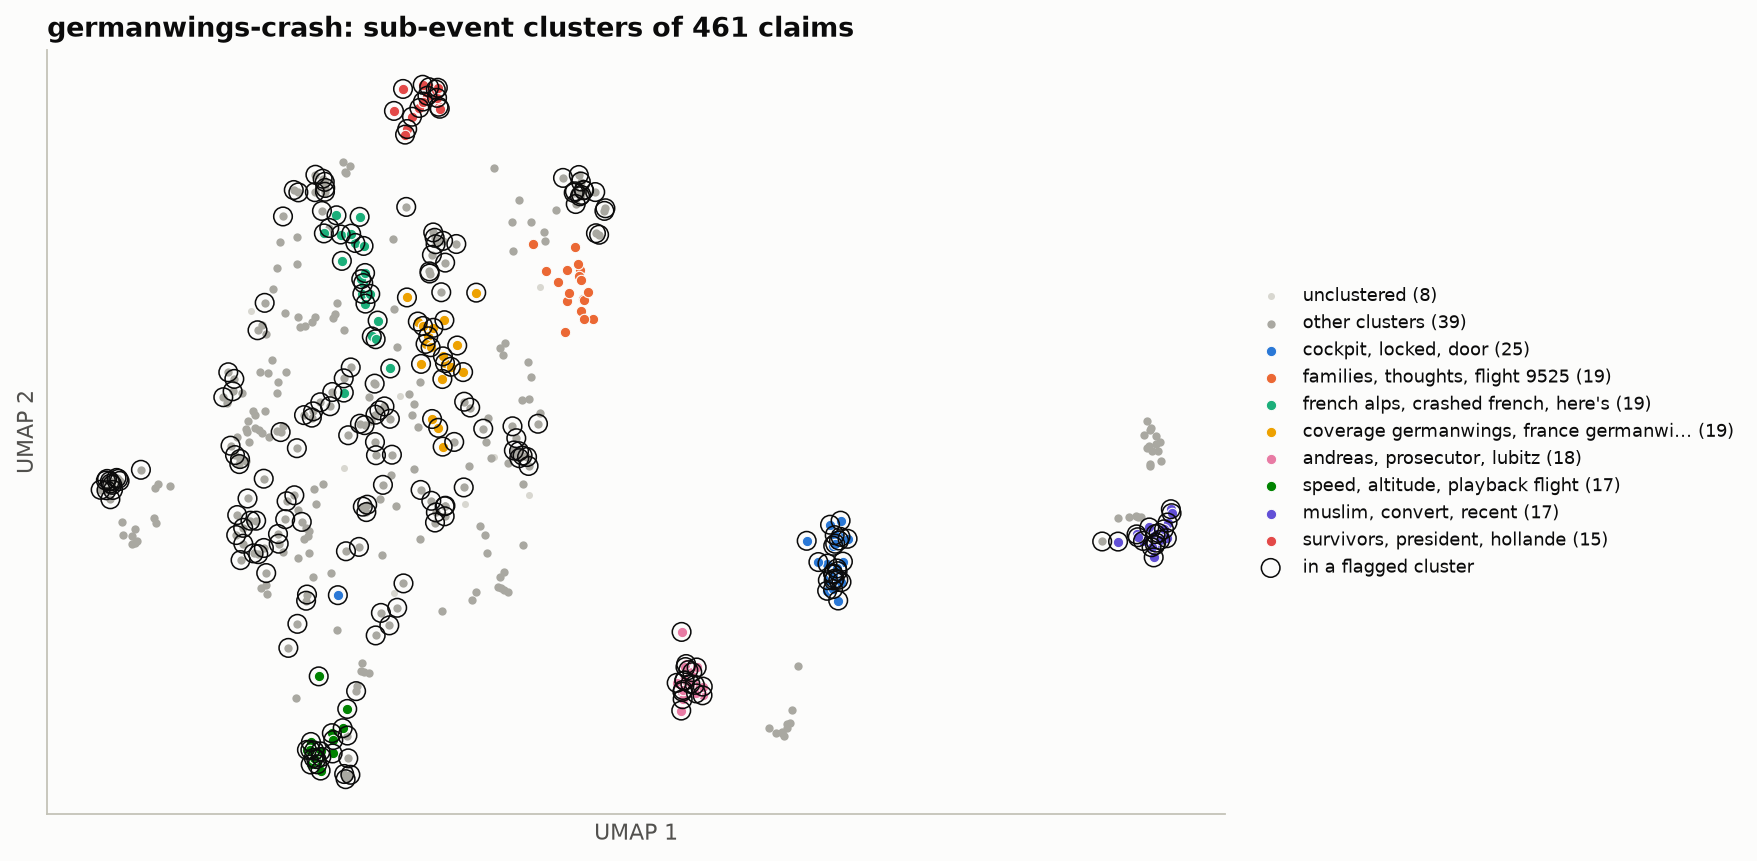 germanwings-crash: sub-event clusters of 461 claims
UMAP 2
UMAP 1
unclustered (8)
other clusters (39)
cockpit, locked, door (25)
families, thoughts, flight 9525 (19)
french alps, crashed french, here's (19)
coverage germanwings, france germanwi... (19)
andreas, prosecutor, lubitz (18)
speed, altitude, playback flight (17)
muslim, convert, recent (17)
survivors, president, hollande (15)
in a flagged cluster